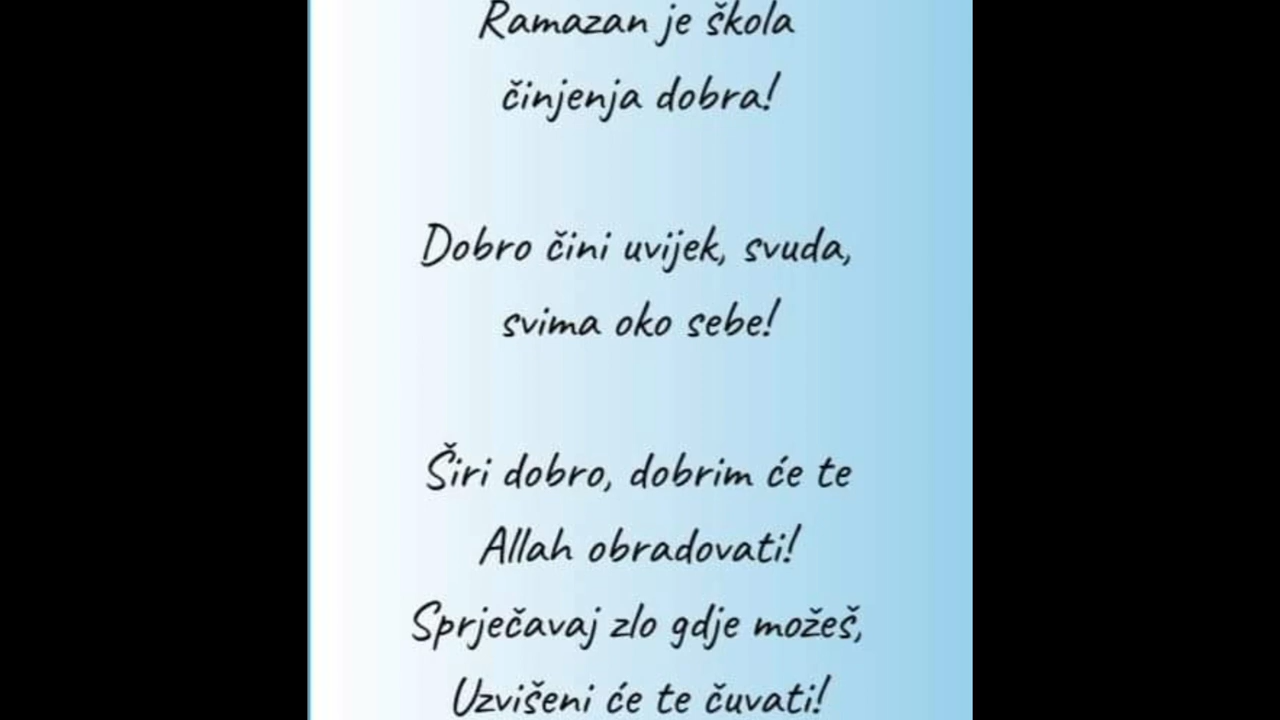 Ramazan je škola
činjenja dobra!
Dobro čini uvijek, svuda,
svima oko sebe!
Širi dobro, dobrim će te
Allah obradovati!
Sprječavaj zlo gdje možeš,
Uzvišeni će te čuvati!